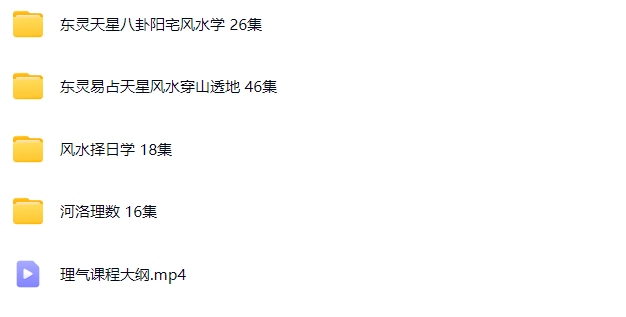 东灵天星八卦阳宅风水学 26集
东灵易占天星风水穿山透地 46集
风水择日学 18集
河洛理数 16集
理气课程大纲.mp4